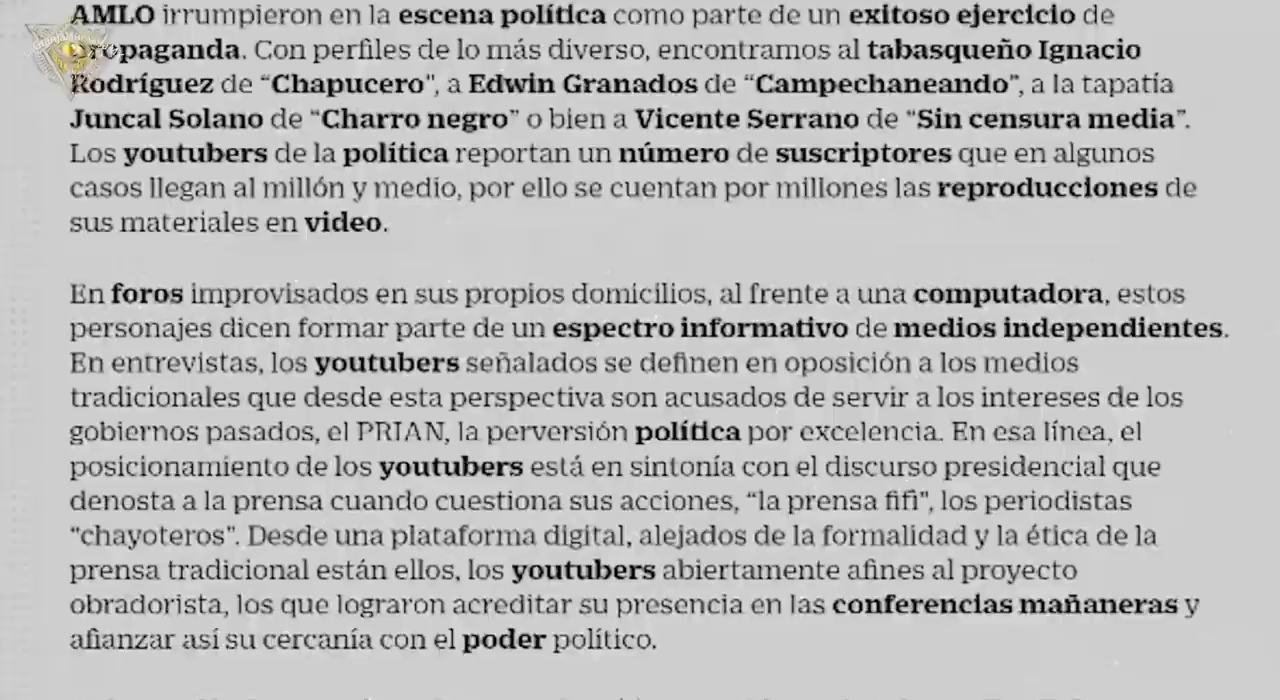 AMLO irrumpieron en la escena política como parte de un exitoso ejercicio de
propaganda. Con perfiles de lo más diverso, encontramos al tabasqueño Ignacio
Rodríguez de “Chapucero”, a Edwin Granados de “Campechaneando”, a la tapatía
Juncal Solano de “Charro negro” o bien a Vicente Serrano de “Sin censura media”.
Los youtubers de la política reportan un número de suscriptores que en algunos
casos llegan al millón y medio, por ello se cuentan por millones las reproducciones de
sus materiales en video.
En foros improvisados en sus propios domicilios, al frente a una computadora, estos
personajes dicen formar parte de un espectro informativo de medios independientes.
En entrevistas, los youtubers señalados se definen en oposición a los medios
tradicionales que desde esta perspectiva son acusados de servir a los intereses de los
gobiernos pasados, el PRIAN, la perversión política por excelencia. En esa línea, el
posicionamiento de los youtubers está en sintonía con el discurso presidencial que
denosta a la prensa cuando cuestiona sus acciones, “la prensa fifi”, los periodistas
“chayoteros”. Desde una plataforma digital, alejados de la formalidad y la ética de la
prensa tradicional están ellos, los youtubers abiertamente afines al proyecto
obradorista, los que lograron acreditar su presencia en las conferencias mañaneras y
afianzar así su cercanía con el poder político.